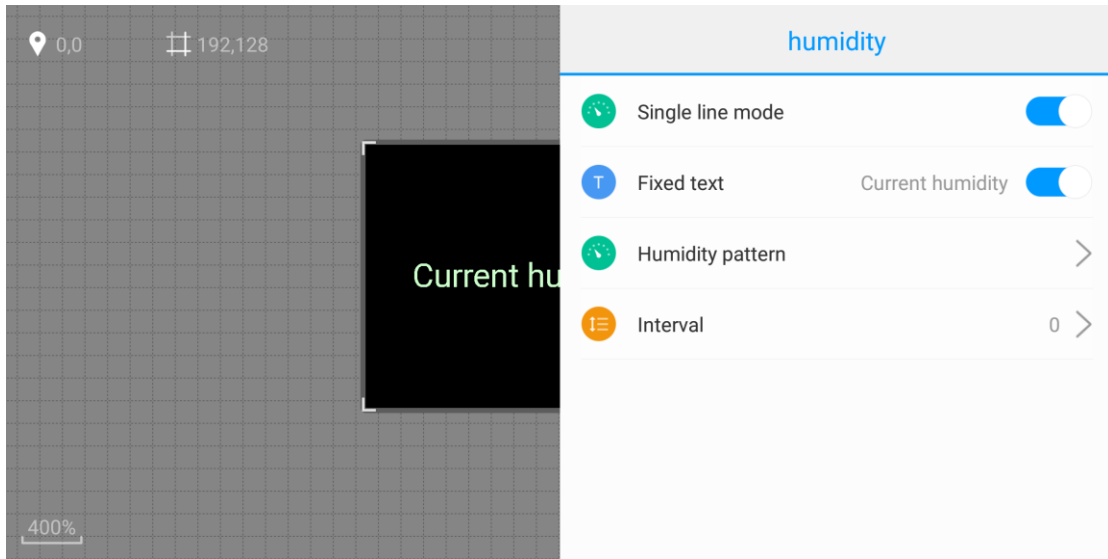 0,0
192,128
Current hu
400%
humidity
Single line mode
T Fixed text Current humidity
Humidity pattern
Interval 0